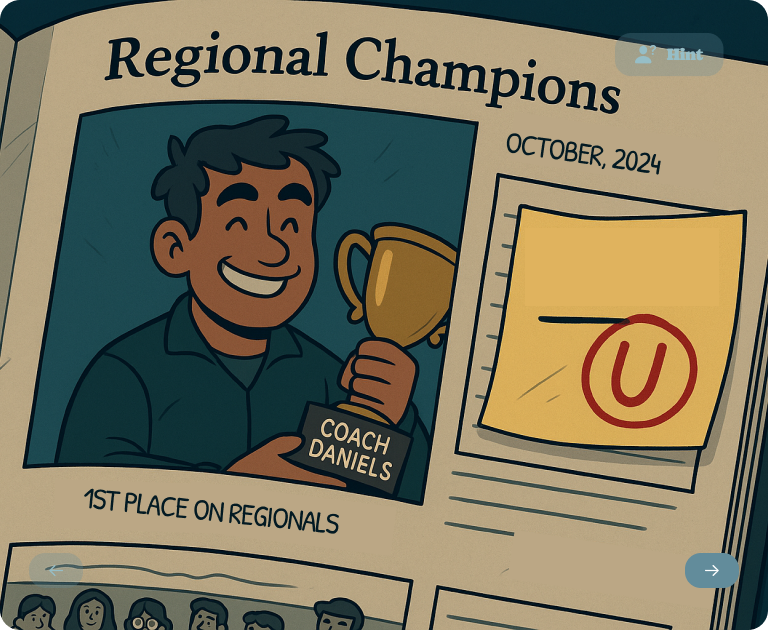 Regional Champions
Hint
OCTOBER, 2024
U
COACH
DANIELS
1ST PLACE ON REGIONALS